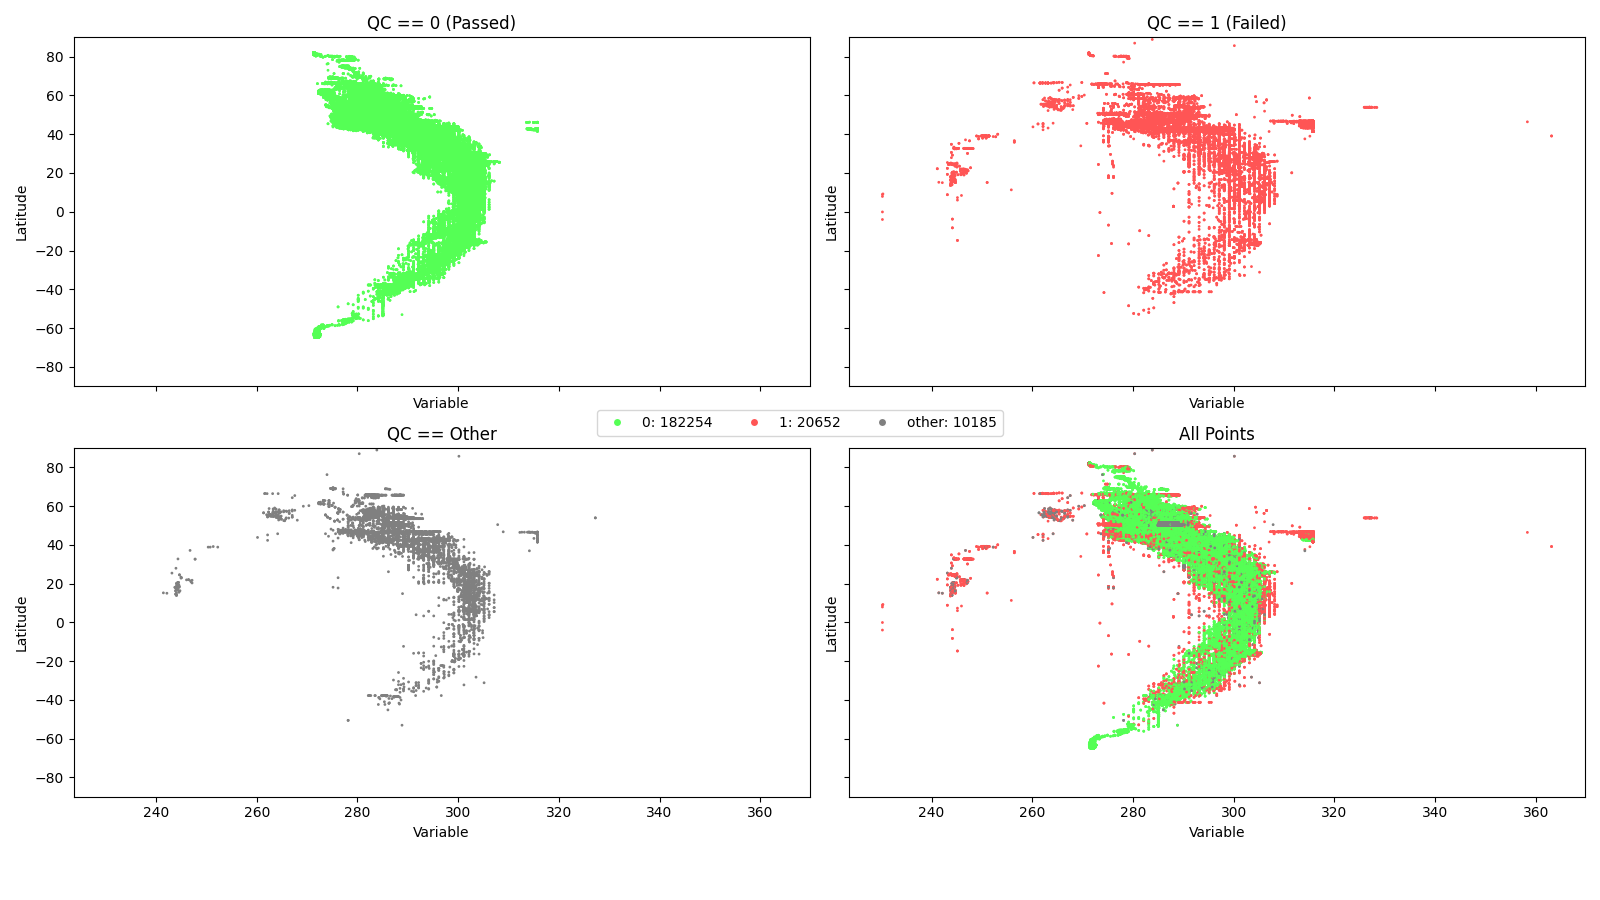 QC == 0 (Passed)
QC == 1 (Failed)
80
60
40
20
0
−20
−40
−60
−80
Latitude
Latitude
Variable
Variable
0: 182254
1: 20652
other: 10185
QC == Other
All Points
80
60
40
20
0
−20
−40
−60
−80
Latitude
Latitude
240 260 280 300 320 340 360
240 260 280 300 320 340 360
Variable
Variable